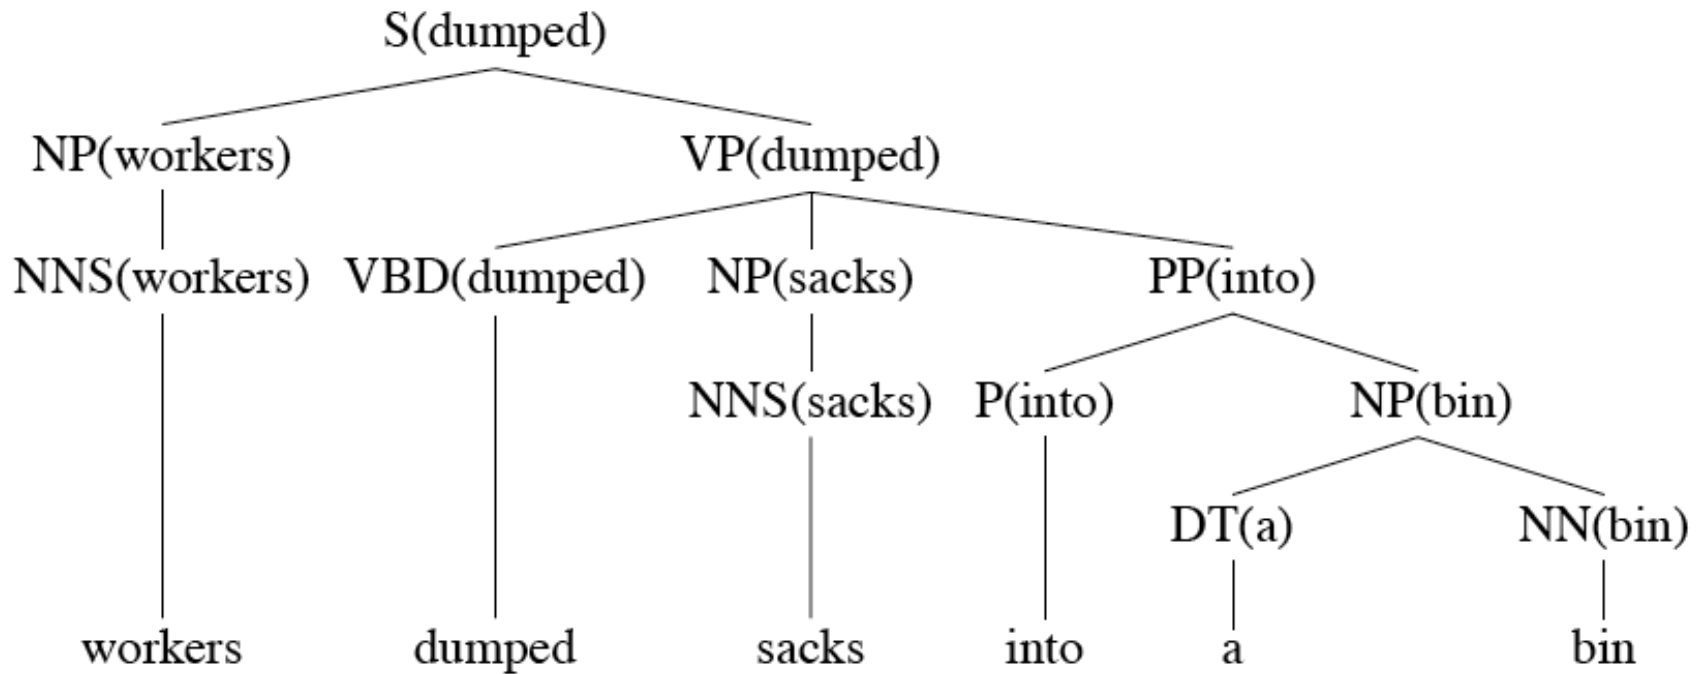 S(dumped)
NP(workers) VP(dumped)
NNS(workers) VBD(dumped) NP(sacks) PP(into)
NNS(sacks) P(into) NP(bin)
DT(a) NN(bin)
workers dumped sacks into a bin